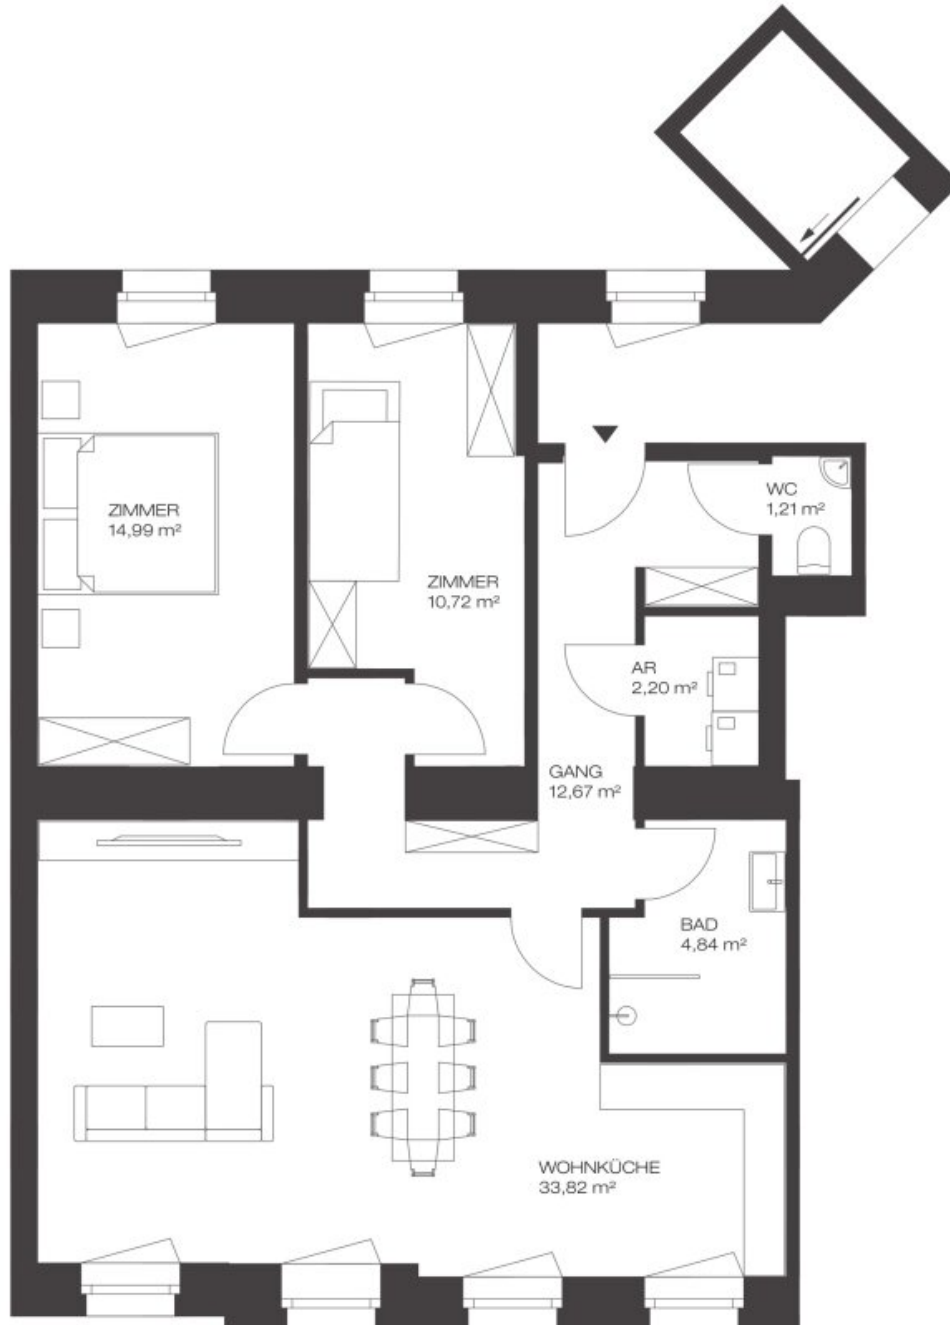 WC
1,21 m²
ZIMMER
14,99 m²
ZIMMER
10,72 m²
AR
2,20 m²
GANG
12,67 m²
BAD
4,84 m²
WOHNKÜCHE
33,82 m²